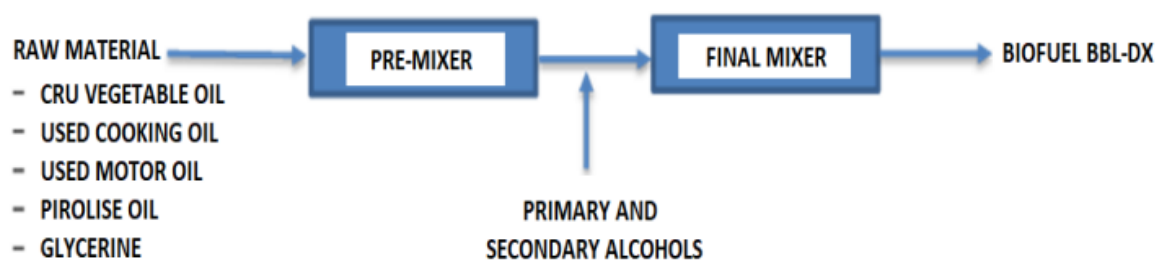 RAW MATERIAL
– CRU VEGETABLE OIL
– USED COOKING OIL
– USED MOTOR OIL
– PIROLISE OIL
– GLYCERINE
PRE-MIXER
PRIMARY AND
SECONDARY ALCOHOLS
FINAL MIXER
BIOFUEL BBL-DX